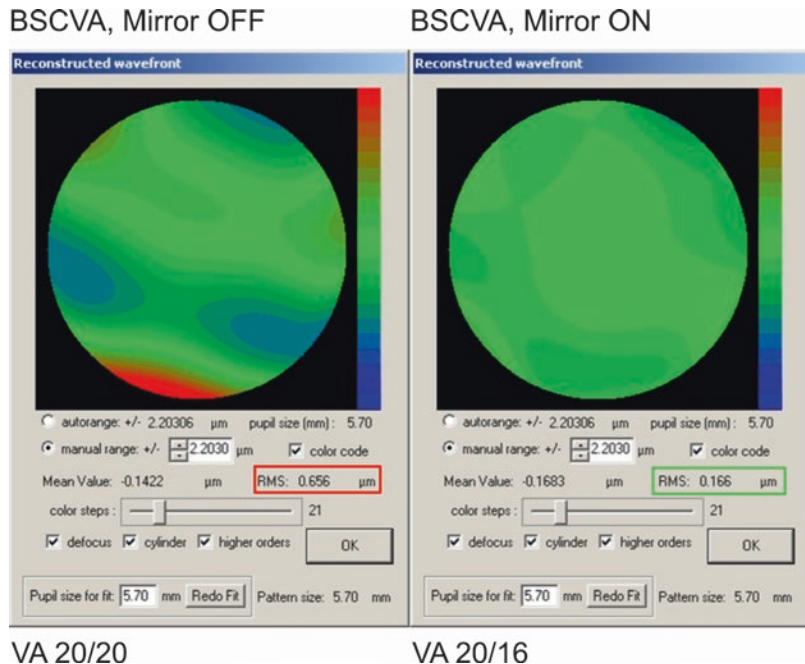 BSCVA, Mirror OFF
Reconstructed wavefront
autorange: +/- 2.20306 µm pupil size (mm) : 5.70
manual range: +/- 2.2030 µm color code
Mean Value: -0.1422 µm RMS: 0.656 µm
color steps : 21
defocus cylinder higher orders OK
Pupil size for fit: 5.70 mm Redo Fit Pattern size: 5.70 mm
VA 20/20
BSCVA, Mirror ON
Reconstructed wavefront
autorange: +/- 2.20306 µm pupil size (mm) : 5.70
manual range: +/- 2.2030 µm color code
Mean Value: -0.1683 µm RMS: 0.166 µm
color steps : 21
defocus cylinder higher orders OK
Pupil size for fit: 5.70 mm Redo Fit Pattern size: 5.70 mm
VA 20/16